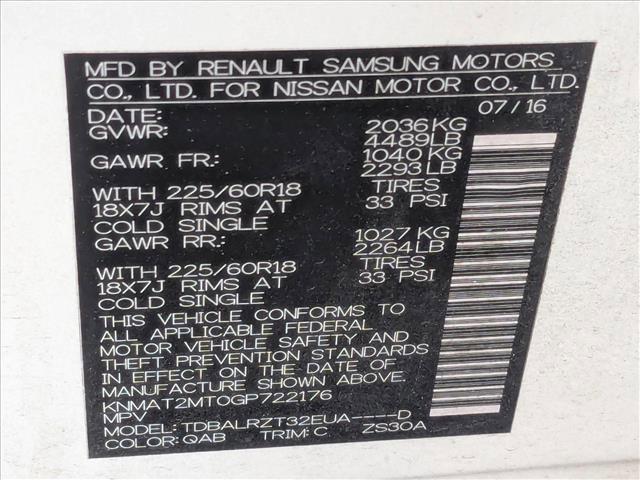 MFD BY RENAULT SAMSUNG MOTORS
CO., LTD. FOR NISSAN MOTOR CO., LTD.
DATE: 07/16
GVWR: 2036KG
4489LB
GAWR FR: 1040KG
2293LB
WITH 225/60R18 TIRES
18X7J RIMS AT 33 PSI
COLD SINGLE
GAWR RR: 1027 KG
2264LB
WITH 225/60R18 TIRES
18X7J RIMS AT 33 PSI
COLD SINGLE
THIS VEHICLE CONFORMS TO
ALL APPLICABLE FEDERAL
MOTOR VEHICLE SAFETY AND
THEFT PREVENTION STANDARDS
IN EFFECT ON THE DATE OF
MANUFACTURE SHOWN ABOVE.
KNMAT2MT0GP722176
MPV
MODEL: TDBALRZT32EUA----D
COLOR: QAB TRIM: C ZS30A